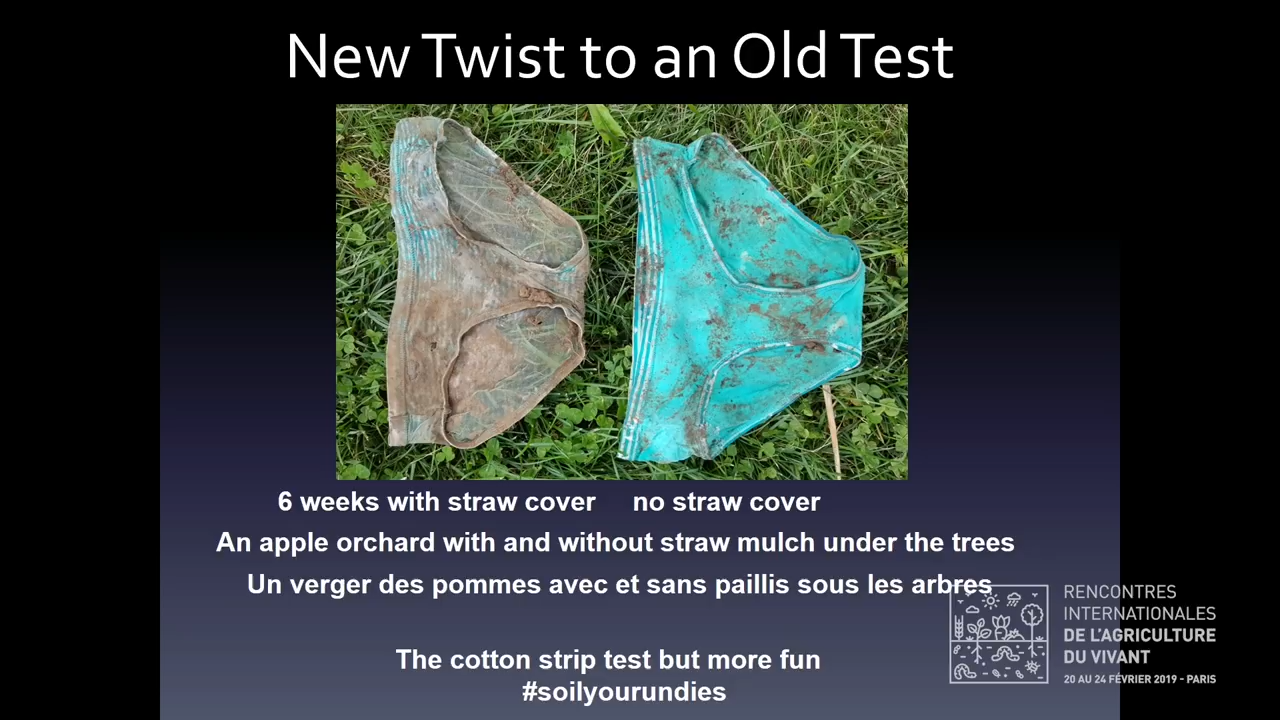 New Twist to an Old Test
6 weeks with straw cover no straw cover
An apple orchard with and without straw mulch under the trees
Un verger des pommes avec et sans paillis sous les arbres
The cotton strip test but more fun
#soilyourundies
RENCONTRES
INTERNATIONALES
DE L'AGRICULTURE
DU VIVANT
20 AU 24 FÉVRIER 2019 - PARIS